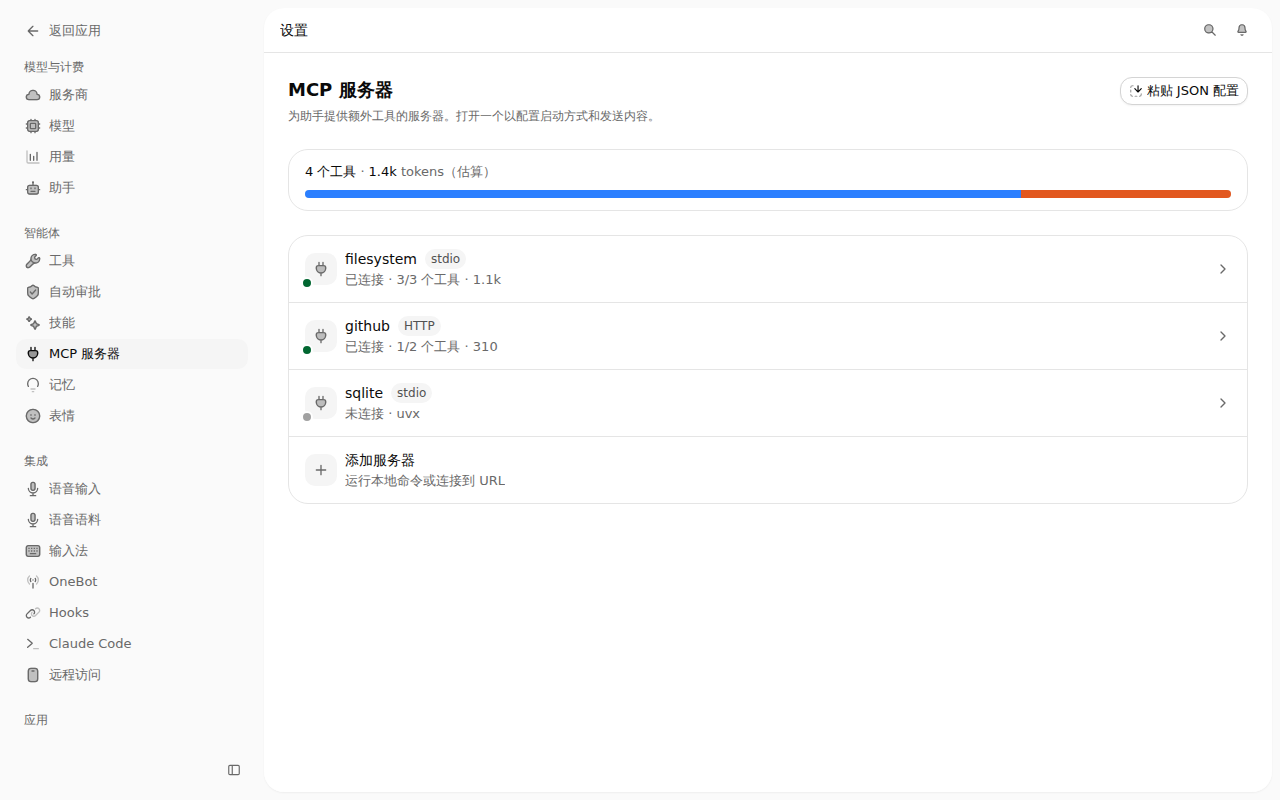 返回应用
模型与计费
服务商
模型
用量
助手
智能体
工具
自动审批
技能
MCP 服务器
记忆
表情
集成
语音输入
语音语料
输入法
OneBot
Hooks
Claude Code
远程访问
应用
设置
MCP 服务器
为助手提供额外工具的服务器。打开一个以配置启动方式和发送内容。
粘贴 JSON 配置
4 个工具 · 1.4k tokens（估算）
filesystem stdio
已连接 · 3/3 个工具 · 1.1k
github HTTP
已连接 · 1/2 个工具 · 310
sqlite stdio
未连接 · uvx
添加服务器
运行本地命令或连接到 URL